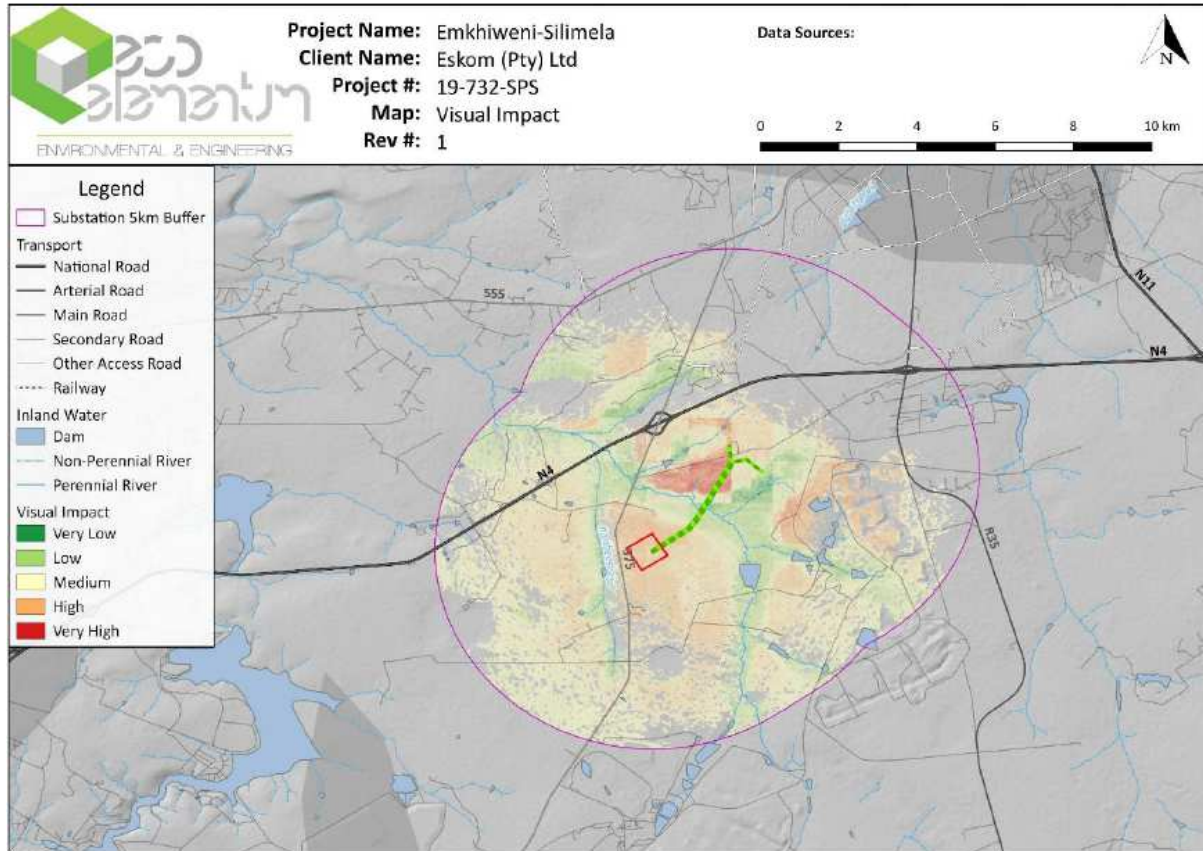 eco
elementum
ENVIRONMENTAL & ENGINEERING
Project Name: Emkhiweni-Silimela
Client Name: Eskom (Pty) Ltd
Project #: 19-732-SPS
Map: Visual Impact
Rev #: 1
Data Sources:
N
0 2 4 6 8 10 km
Legend
Substation 5km Buffer
Transport
National Road
Arterial Road
Main Road
Secondary Road
Other Access Road
Railway
Inland Water
Dam
Non-Perennial River
Perennial River
Visual Impact
Very Low
Low
Medium
High
Very High
555
N11
N4
N4
R35
575